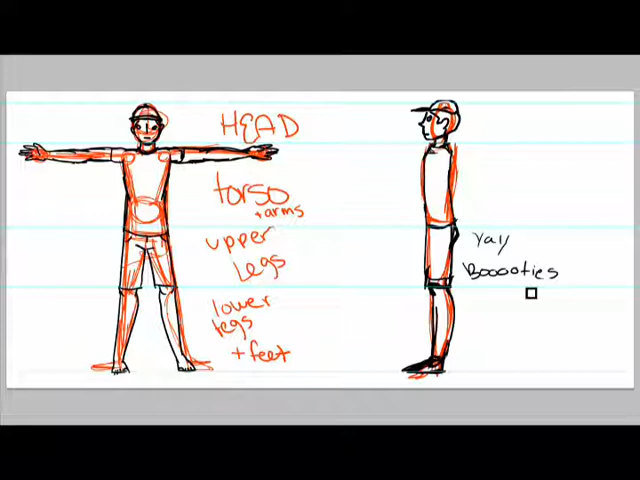 HEAD
torso
+arms
upper
Legs
lower
legs
+ feet
Yay
Booooties